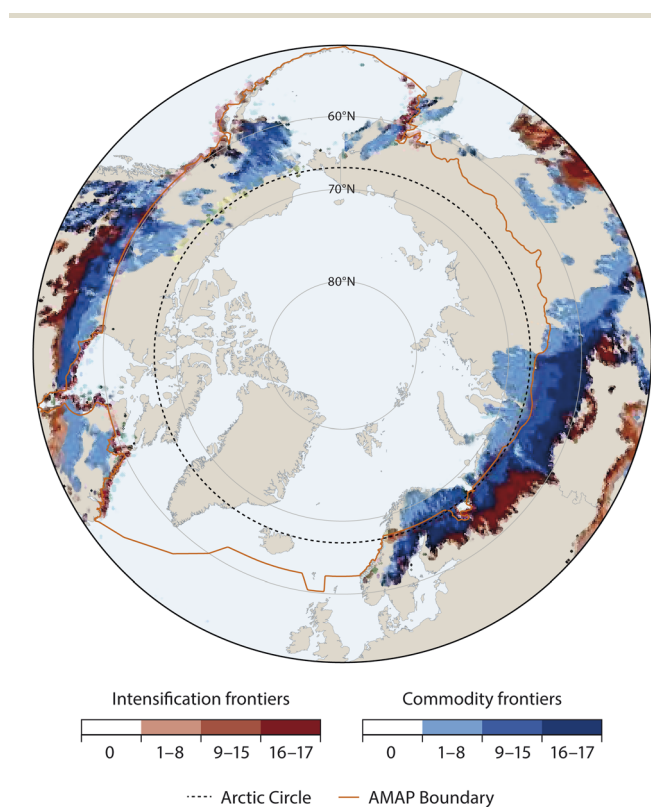 60°N
70°N
80°N
Intensification frontiers Commodity frontiers
0 1–8 9–15 16–17 0 1–8 9–15 16–17
Arctic Circle AMAP Boundary